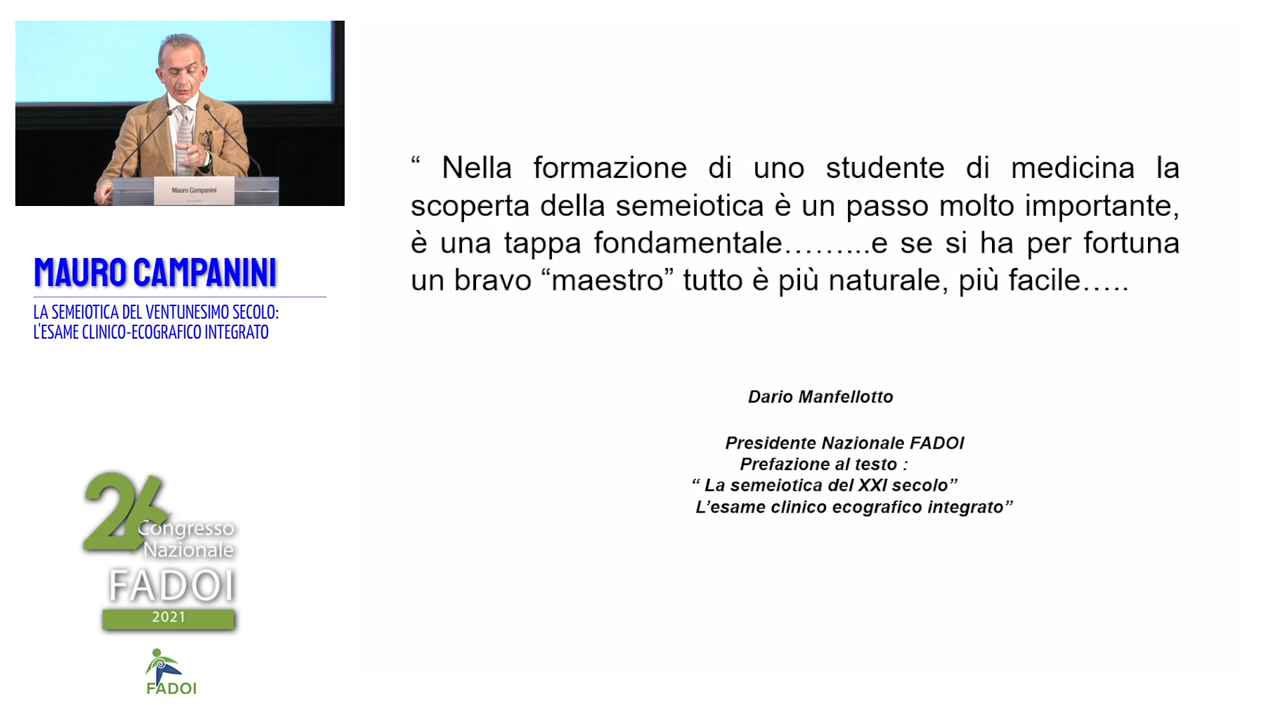 Mauro Campanini
MAURO CAMPANINI
LA SEMEIOTICA DEL VENTUNESIMO SECOLO:
L'ESAME CLINICO-ECOGRAFICO INTEGRATO
26
Congresso
Nazionale
FADOI
2021
FADOI
“ Nella formazione di uno studente di medicina la
scoperta della semeiotica è un passo molto importante,
è una tappa fondamentale……...e se si ha per fortuna
un bravo “maestro” tutto è più naturale, più facile…..
Dario Manfellotto
Presidente Nazionale FADOI
Prefazione al testo :
“ La semeiotica del XXI secolo”
L’esame clinico ecografico integrato”